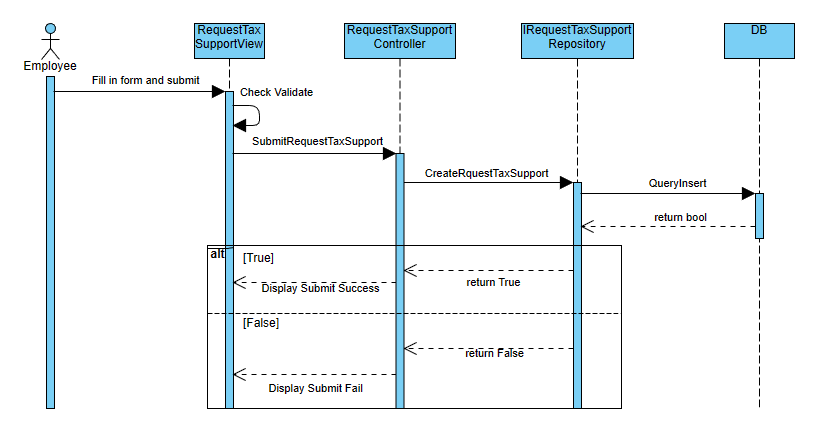 RequestTax
SupportView
RequestTaxSupport
Controller
IRequestTaxSupport
Repository
DB
Employee
Fill in form and submit
Check Validate
SubmitRequestTaxSupport
CreateRquestTaxSupport
QueryInsert
return bool
alt
[True]
return True
Display Submit Success
[False]
return False
Display Submit Fail